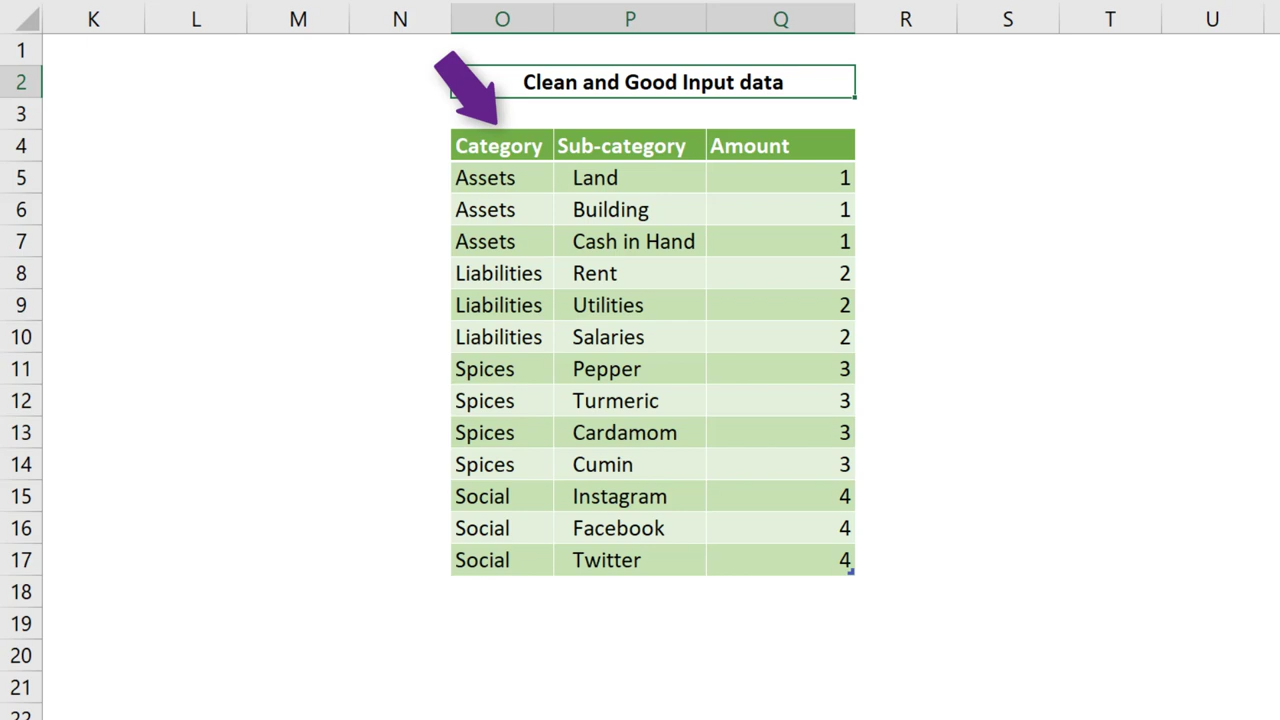 K L M N O P Q R S T U
1
2 Clean and Good Input data
3
4 Category Sub-category Amount
5 Assets Land 1
6 Assets Building 1
7 Assets Cash in Hand 1
8 Liabilities Rent 2
9 Liabilities Utilities 2
10 Liabilities Salaries 2
11 Spices Pepper 3
12 Spices Turmeric 3
13 Spices Cardamom 3
14 Spices Cumin 3
15 Social Instagram 4
16 Social Facebook 4
17 Social Twitter 4
18
19
20
21
22